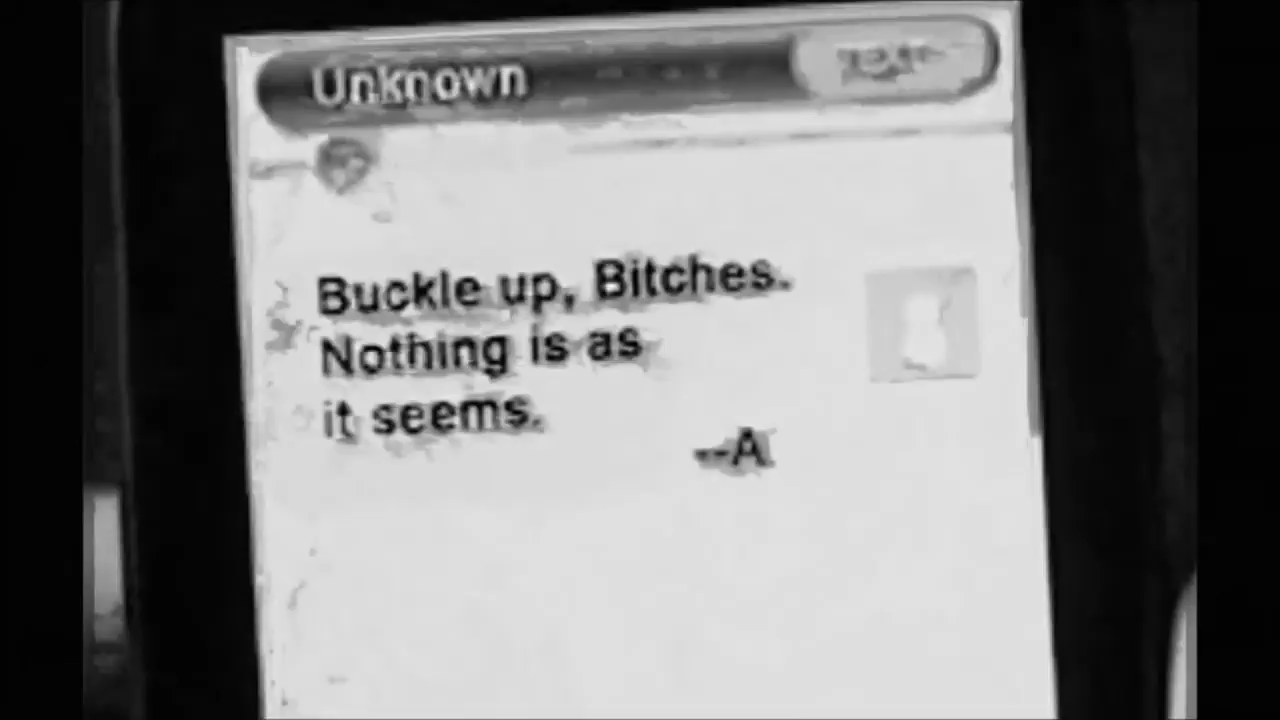 Unknown
Buckle up, Bitches.
Nothing is as
it seems.
--A